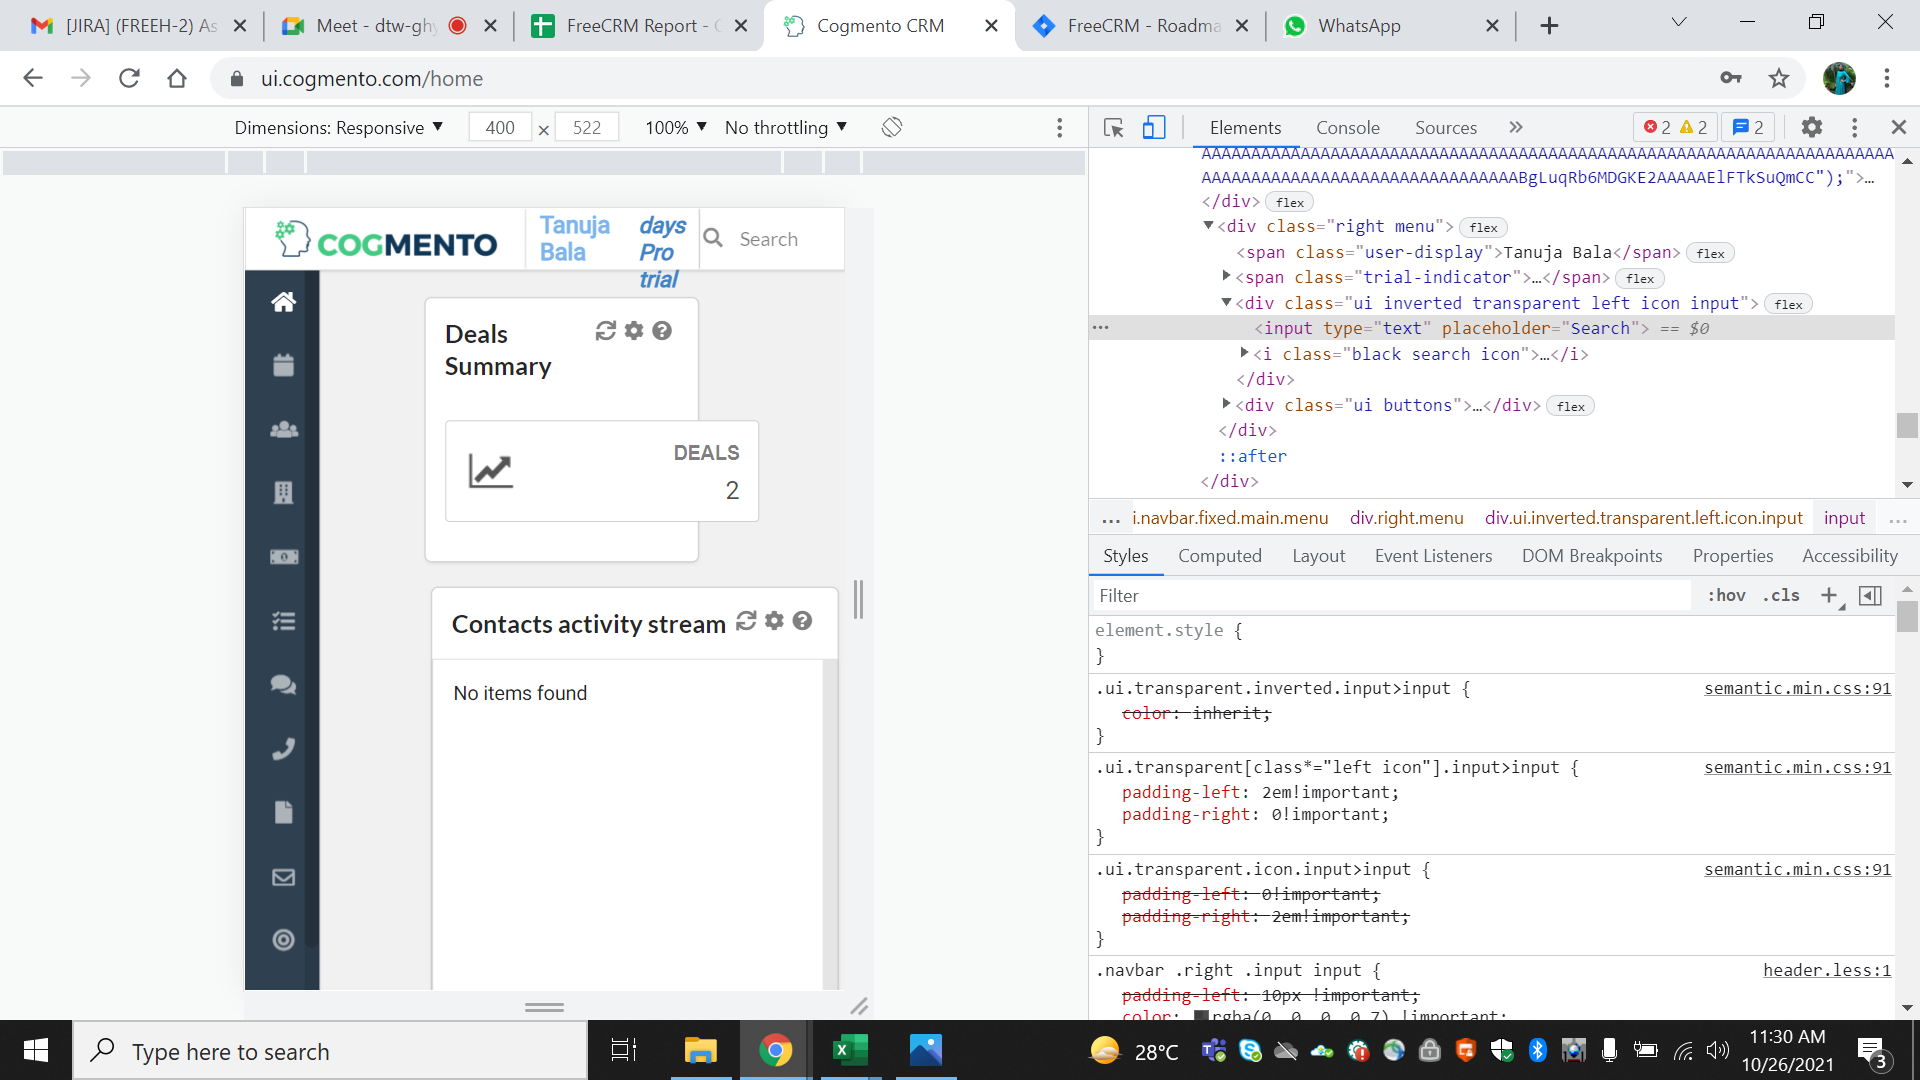 [JIRA] (FREEH-2) As
Meet - dtw-ghy
FreeCRM Report - G
Cogmento CRM
FreeCRM - Roadma
WhatsApp
ui.cogmento.com/home
Dimensions: Responsive ▼ 400 × 522 100% ▼ No throttling ▼
Elements Console Sources » 2 2 2
</div> flex
▼<div class="right menu"> flex
<span class="user-display">Tanuja Bala</span> flex
▶<span class="trial-indicator">…</span> flex
▼<div class="ui inverted transparent left icon input"> flex
<input type="text" placeholder="Search"> == $0
▶<i class="black search icon">…</i>
</div>
▶<div class="ui buttons">…</div> flex
</div>
::after
</div>
... i.navbar.fixed.main.menu div.right.menu div.ui.inverted.transparent.left.icon.input input ...
Styles Computed Layout Event Listeners DOM Breakpoints Properties Accessibility
Filter :hov .cls +
element.style {
}
.ui.transparent.inverted.input>input { semantic.min.css:91
color: inherit;
}
.ui.transparent[class*="left icon"].input>input { semantic.min.css:91
padding-left: 2em!important;
padding-right: 0!important;
}
.ui.transparent.icon.input>input { semantic.min.css:91
padding-left: 0!important;
padding-right: 2em!important;
}
.navbar .right .input input { header.less:1
padding-left: 10px !important;
color: rgba(0, 0, 0, 0.7) !important;
COGMENTO
Tanuja
Bala
days
Pro
trial
Search
Deals
Summary
DEALS
2
Contacts activity stream
No items found
Type here to search
28°C
11:30 AM
10/26/2021
3